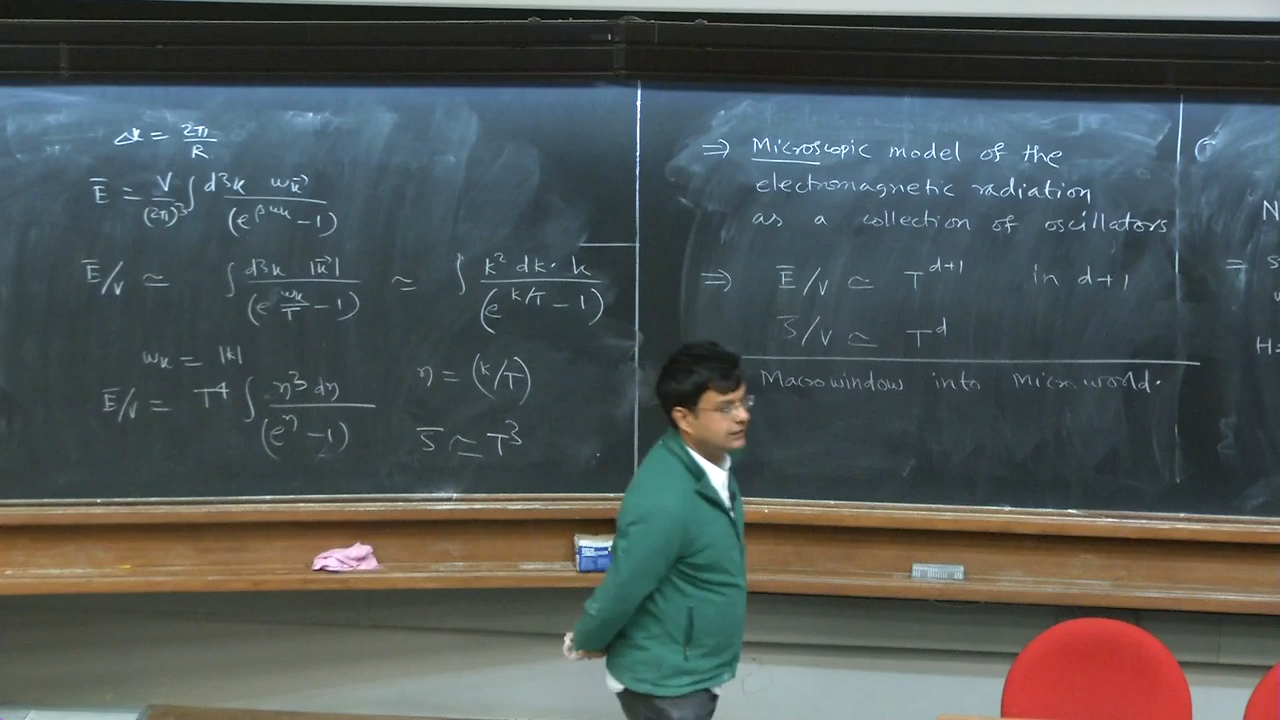 Δk = 2π/R
Ē = V/(2π)³ ∫ d³k ω_k⃗ / (e^{βω_k} - 1)
Ē/V ≃ ∫ d³k |k⃗| / (e^{ω_k/T} - 1) ≃ ∫ k² dk · k / (e^{k/T} - 1)
ω_k = |k|
Ē/V = T⁴ ∫ η³ dη / (e^η - 1) η = (k/T)
S̄ ≃ T³
⇒ Microscopic model of the
electromagnetic radiation
as a collection of oscillators
⇒ Ē/V ≃ T^{d+1} in d+1
S̄/V ≃ T^d
Macrowindow into microworld.
N
=
H=